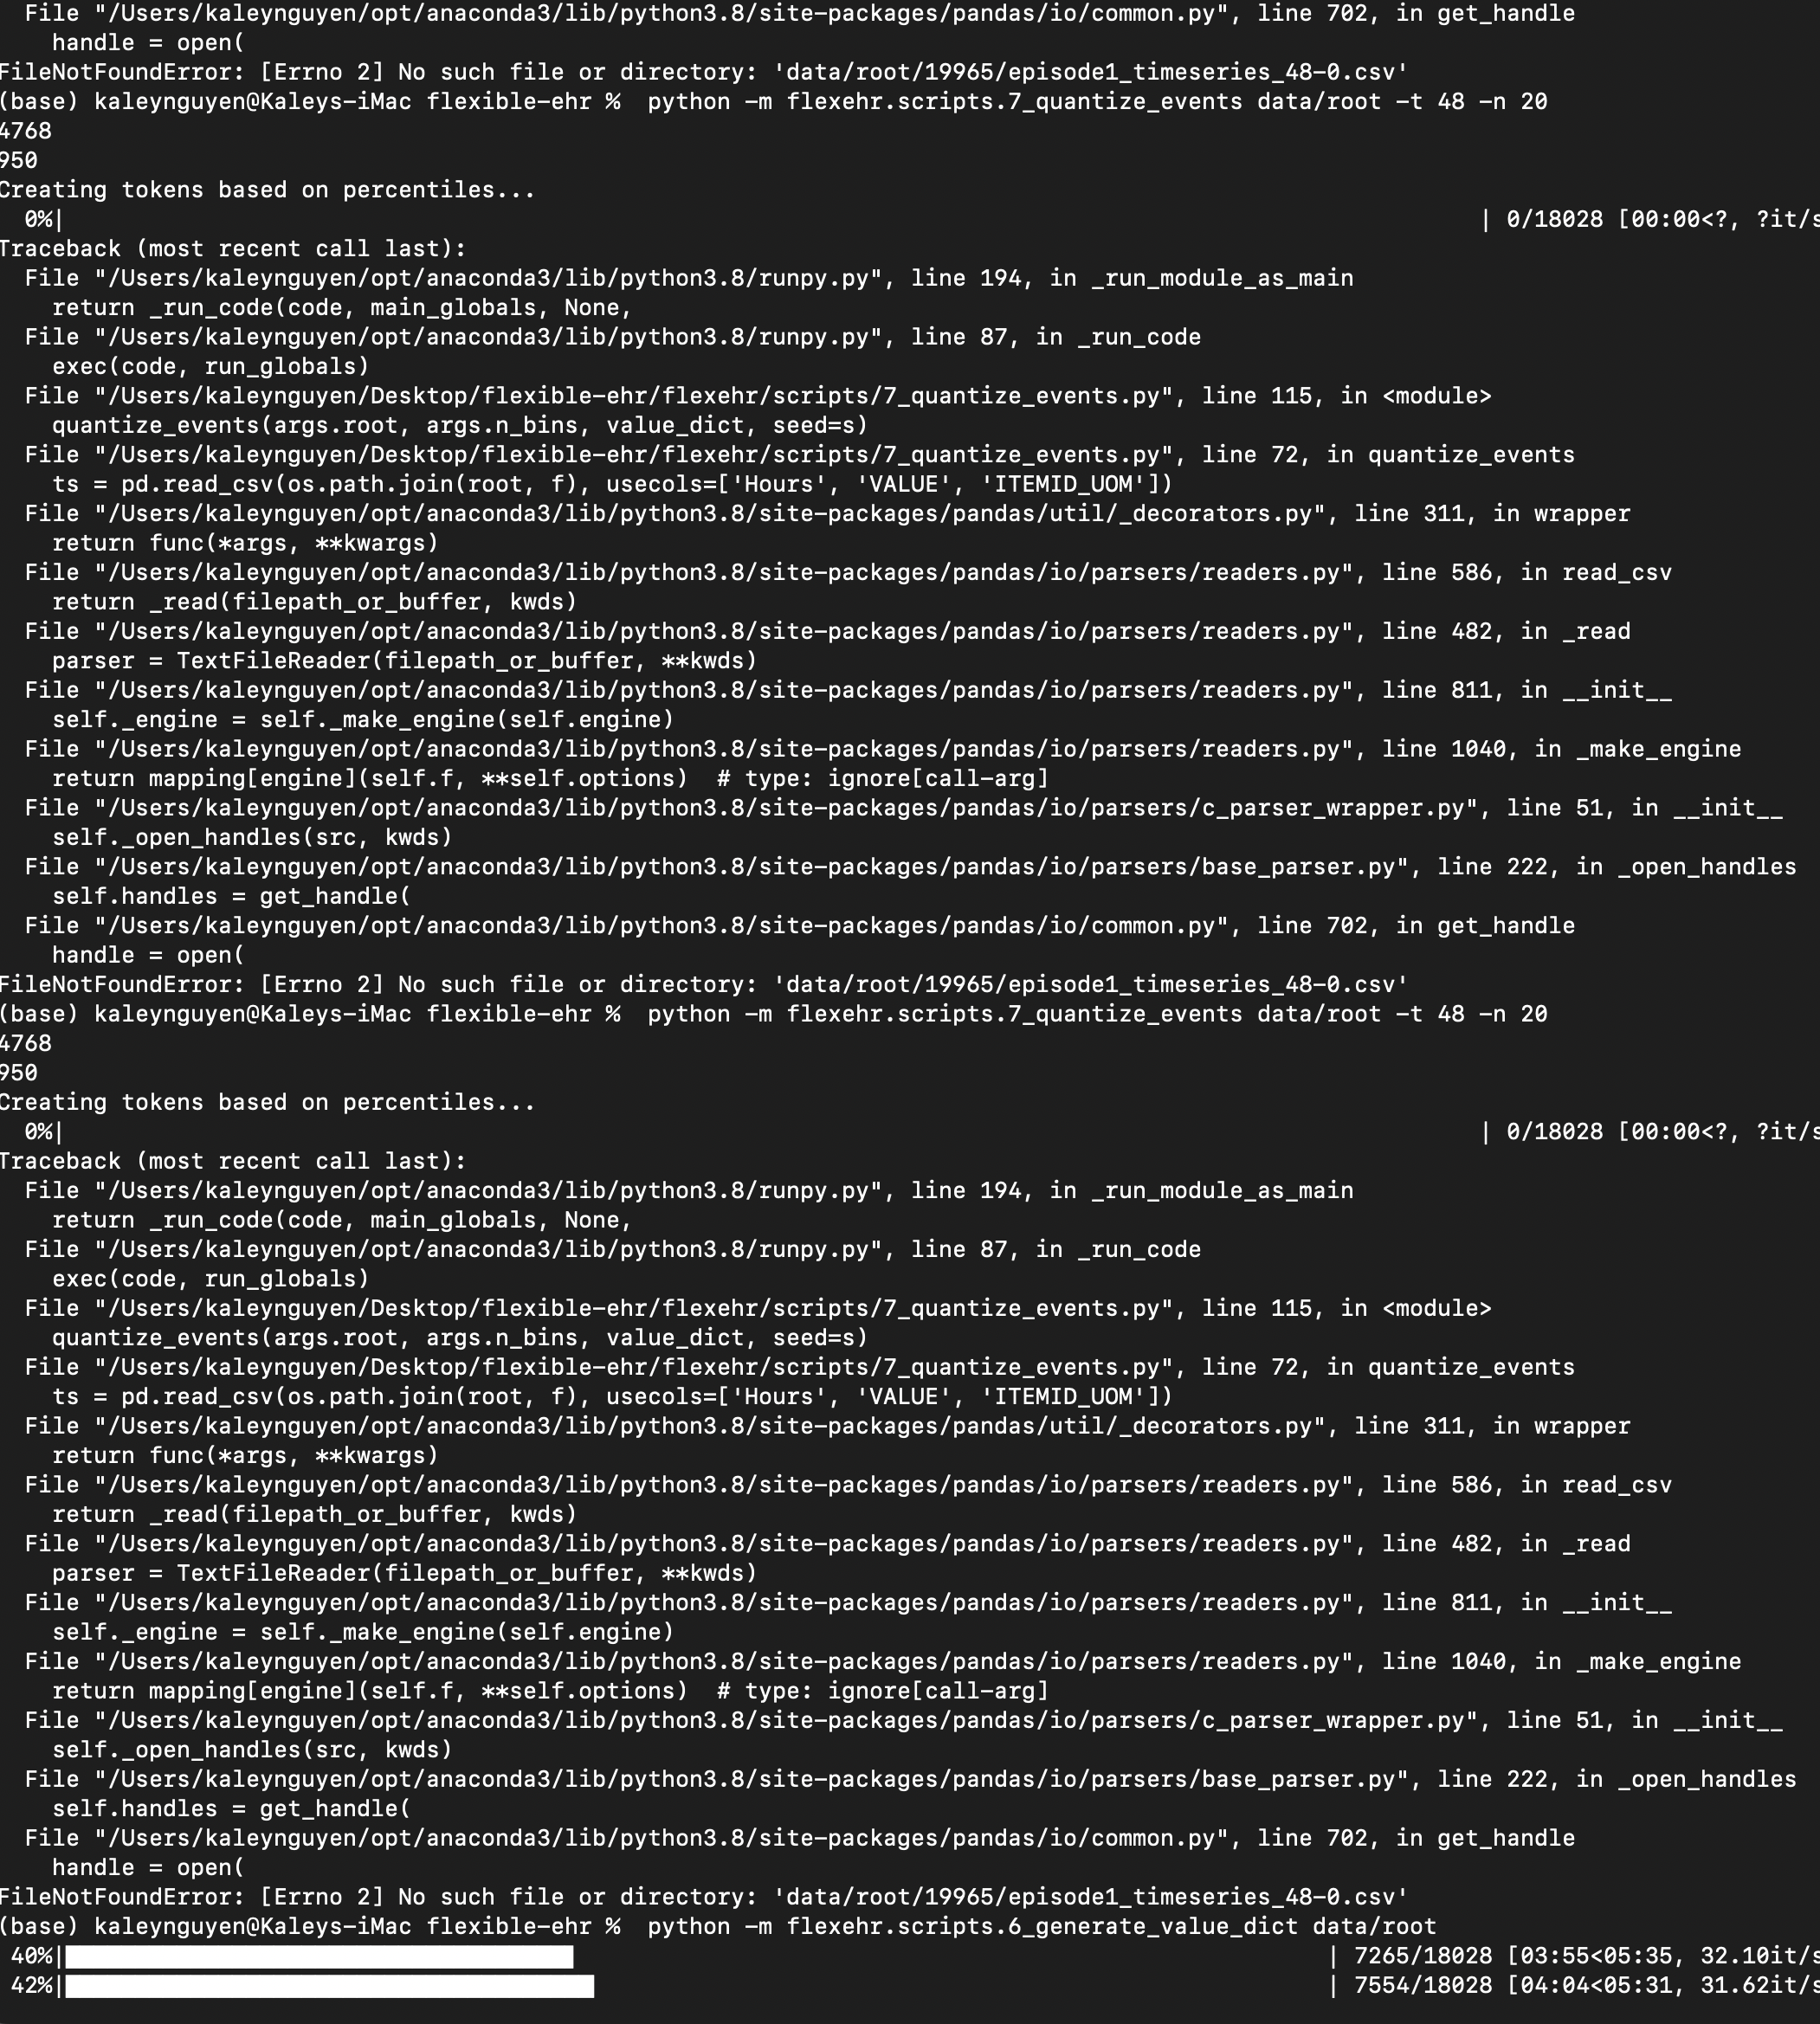 File "/Users/kaleynguyen/opt/anaconda3/lib/python3.8/site-packages/pandas/io/common.py", line 702, in get_handle
    handle = open(
FileNotFoundError: [Errno 2] No such file or directory: 'data/root/19965/episode1_timeseries_48-0.csv'
(base) kaleynguyen@Kaleys-iMac flexible-ehr %  python -m flexehr.scripts.7_quantize_events data/root -t 48 -n 20
4768
950
Creating tokens based on percentiles...
  0%|                                                                                                       | 0/18028 [00:00<?, ?it/s
Traceback (most recent call last):
  File "/Users/kaleynguyen/opt/anaconda3/lib/python3.8/runpy.py", line 194, in _run_module_as_main
    return _run_code(code, main_globals, None,
  File "/Users/kaleynguyen/opt/anaconda3/lib/python3.8/runpy.py", line 87, in _run_code
    exec(code, run_globals)
  File "/Users/kaleynguyen/Desktop/flexible-ehr/flexehr/scripts/7_quantize_events.py", line 115, in <module>
    quantize_events(args.root, args.n_bins, value_dict, seed=s)
  File "/Users/kaleynguyen/Desktop/flexible-ehr/flexehr/scripts/7_quantize_events.py", line 72, in quantize_events
    ts = pd.read_csv(os.path.join(root, f), usecols=['Hours', 'VALUE', 'ITEMID_UOM'])
  File "/Users/kaleynguyen/opt/anaconda3/lib/python3.8/site-packages/pandas/util/_decorators.py", line 311, in wrapper
    return func(*args, **kwargs)
  File "/Users/kaleynguyen/opt/anaconda3/lib/python3.8/site-packages/pandas/io/parsers/readers.py", line 586, in read_csv
    return _read(filepath_or_buffer, kwds)
  File "/Users/kaleynguyen/opt/anaconda3/lib/python3.8/site-packages/pandas/io/parsers/readers.py", line 482, in _read
    parser = TextFileReader(filepath_or_buffer, **kwds)
  File "/Users/kaleynguyen/opt/anaconda3/lib/python3.8/site-packages/pandas/io/parsers/readers.py", line 811, in __init__
    self._engine = self._make_engine(self.engine)
  File "/Users/kaleynguyen/opt/anaconda3/lib/python3.8/site-packages/pandas/io/parsers/readers.py", line 1040, in _make_engine
    return mapping[engine](self.f, **self.options)  # type: ignore[call-arg]
  File "/Users/kaleynguyen/opt/anaconda3/lib/python3.8/site-packages/pandas/io/parsers/c_parser_wrapper.py", line 51, in __init__
    self._open_handles(src, kwds)
  File "/Users/kaleynguyen/opt/anaconda3/lib/python3.8/site-packages/pandas/io/parsers/base_parser.py", line 222, in _open_handles
    self.handles = get_handle(
  File "/Users/kaleynguyen/opt/anaconda3/lib/python3.8/site-packages/pandas/io/common.py", line 702, in get_handle
    handle = open(
FileNotFoundError: [Errno 2] No such file or directory: 'data/root/19965/episode1_timeseries_48-0.csv'
(base) kaleynguyen@Kaleys-iMac flexible-ehr %  python -m flexehr.scripts.7_quantize_events data/root -t 48 -n 20
4768
950
Creating tokens based on percentiles...
  0%|                                                                                                       | 0/18028 [00:00<?, ?it/s
Traceback (most recent call last):
  File "/Users/kaleynguyen/opt/anaconda3/lib/python3.8/runpy.py", line 194, in _run_module_as_main
    return _run_code(code, main_globals, None,
  File "/Users/kaleynguyen/opt/anaconda3/lib/python3.8/runpy.py", line 87, in _run_code
    exec(code, run_globals)
  File "/Users/kaleynguyen/Desktop/flexible-ehr/flexehr/scripts/7_quantize_events.py", line 115, in <module>
    quantize_events(args.root, args.n_bins, value_dict, seed=s)
  File "/Users/kaleynguyen/Desktop/flexible-ehr/flexehr/scripts/7_quantize_events.py", line 72, in quantize_events
    ts = pd.read_csv(os.path.join(root, f), usecols=['Hours', 'VALUE', 'ITEMID_UOM'])
  File "/Users/kaleynguyen/opt/anaconda3/lib/python3.8/site-packages/pandas/util/_decorators.py", line 311, in wrapper
    return func(*args, **kwargs)
  File "/Users/kaleynguyen/opt/anaconda3/lib/python3.8/site-packages/pandas/io/parsers/readers.py", line 586, in read_csv
    return _read(filepath_or_buffer, kwds)
  File "/Users/kaleynguyen/opt/anaconda3/lib/python3.8/site-packages/pandas/io/parsers/readers.py", line 482, in _read
    parser = TextFileReader(filepath_or_buffer, **kwds)
  File "/Users/kaleynguyen/opt/anaconda3/lib/python3.8/site-packages/pandas/io/parsers/readers.py", line 811, in __init__
    self._engine = self._make_engine(self.engine)
  File "/Users/kaleynguyen/opt/anaconda3/lib/python3.8/site-packages/pandas/io/parsers/readers.py", line 1040, in _make_engine
    return mapping[engine](self.f, **self.options)  # type: ignore[call-arg]
  File "/Users/kaleynguyen/opt/anaconda3/lib/python3.8/site-packages/pandas/io/parsers/c_parser_wrapper.py", line 51, in __init__
    self._open_handles(src, kwds)
  File "/Users/kaleynguyen/opt/anaconda3/lib/python3.8/site-packages/pandas/io/parsers/base_parser.py", line 222, in _open_handles
    self.handles = get_handle(
  File "/Users/kaleynguyen/opt/anaconda3/lib/python3.8/site-packages/pandas/io/common.py", line 702, in get_handle
    handle = open(
FileNotFoundError: [Errno 2] No such file or directory: 'data/root/19965/episode1_timeseries_48-0.csv'
(base) kaleynguyen@Kaleys-iMac flexible-ehr %  python -m flexehr.scripts.6_generate_value_dict data/root
 40%|                                                                                            | 7265/18028 [03:55<05:35, 32.10it/s
 42%|                                                                                            | 7554/18028 [04:04<05:31, 31.62it/s